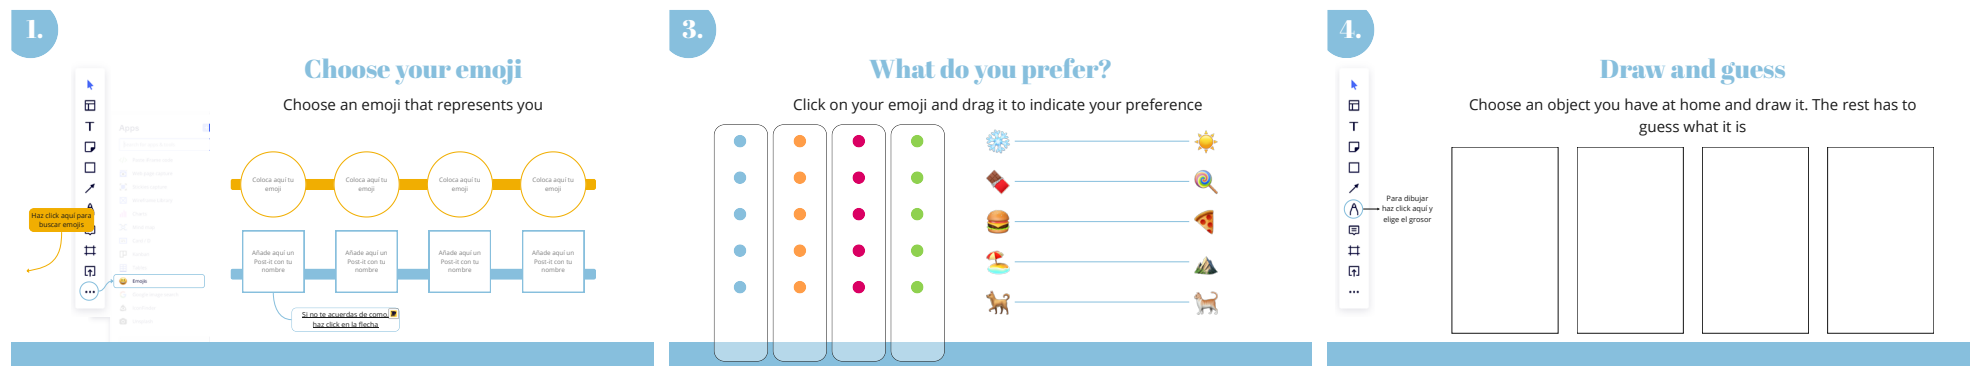 1.
Choose your emoji
Choose an emoji that represents you
Apps
Haz click aquí para
buscar emojis
Emojis
Coloca aquí tu
emoji
Coloca aquí tu
emoji
Coloca aquí tu
emoji
Coloca aquí tu
emoji
Añade aquí un
Post-it con tu
nombre
Añade aquí un
Post-it con tu
nombre
Añade aquí un
Post-it con tu
nombre
Añade aquí un
Post-it con tu
nombre
Si no te acuerdas de como,
haz click en la flecha
3.
What do you prefer?
Click on your emoji and drag it to indicate your preference
4.
Draw and guess
Choose an object you have at home and draw it. The rest has to
guess what it is
Para dibujar
haz click aquí y
elige el grosor